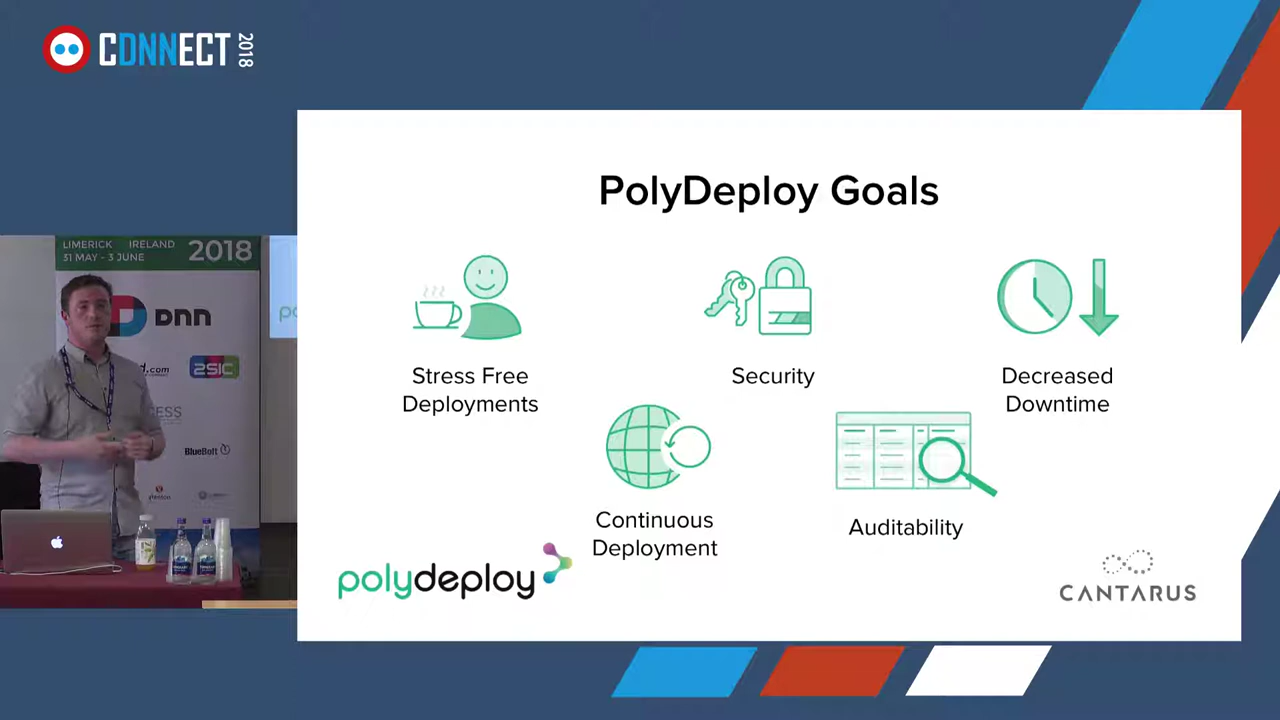 CDNNECT 2018
LIMERICK IRELAND
31 MAY - 3 JUNE
2018
DNN
2SIC
BlueBolt
PolyDeploy Goals
Stress Free
Deployments
Security
Decreased
Downtime
Continuous
Deployment
Auditability
polydeploy
CANTARUS